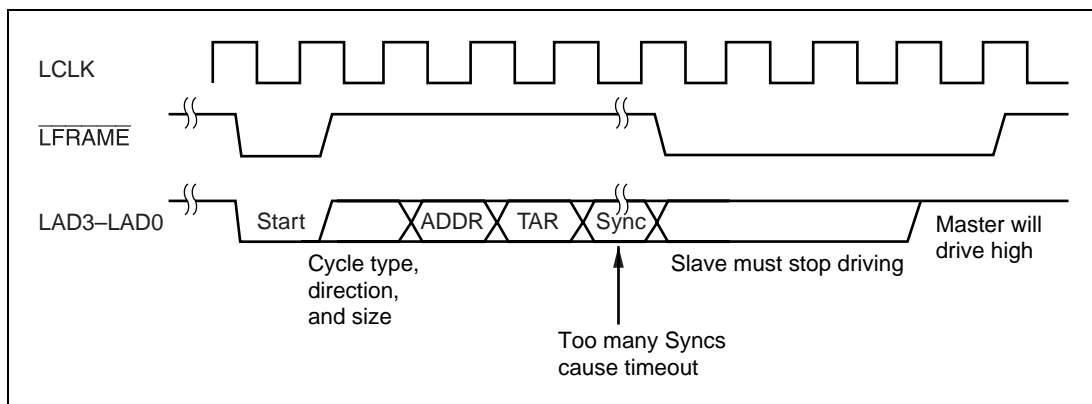 LCLK
LFRAME
LAD3–LAD0
Start
ADDR
TAR
Sync
Master will
drive high
Cycle type,
direction,
and size
Slave must stop driving
Too many Syncs
cause timeout